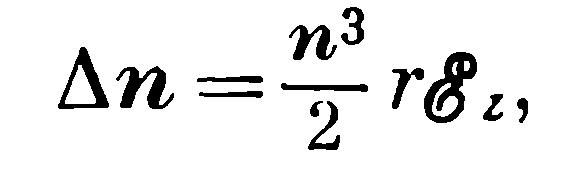 Δn = n³/2 r𝓔_z,